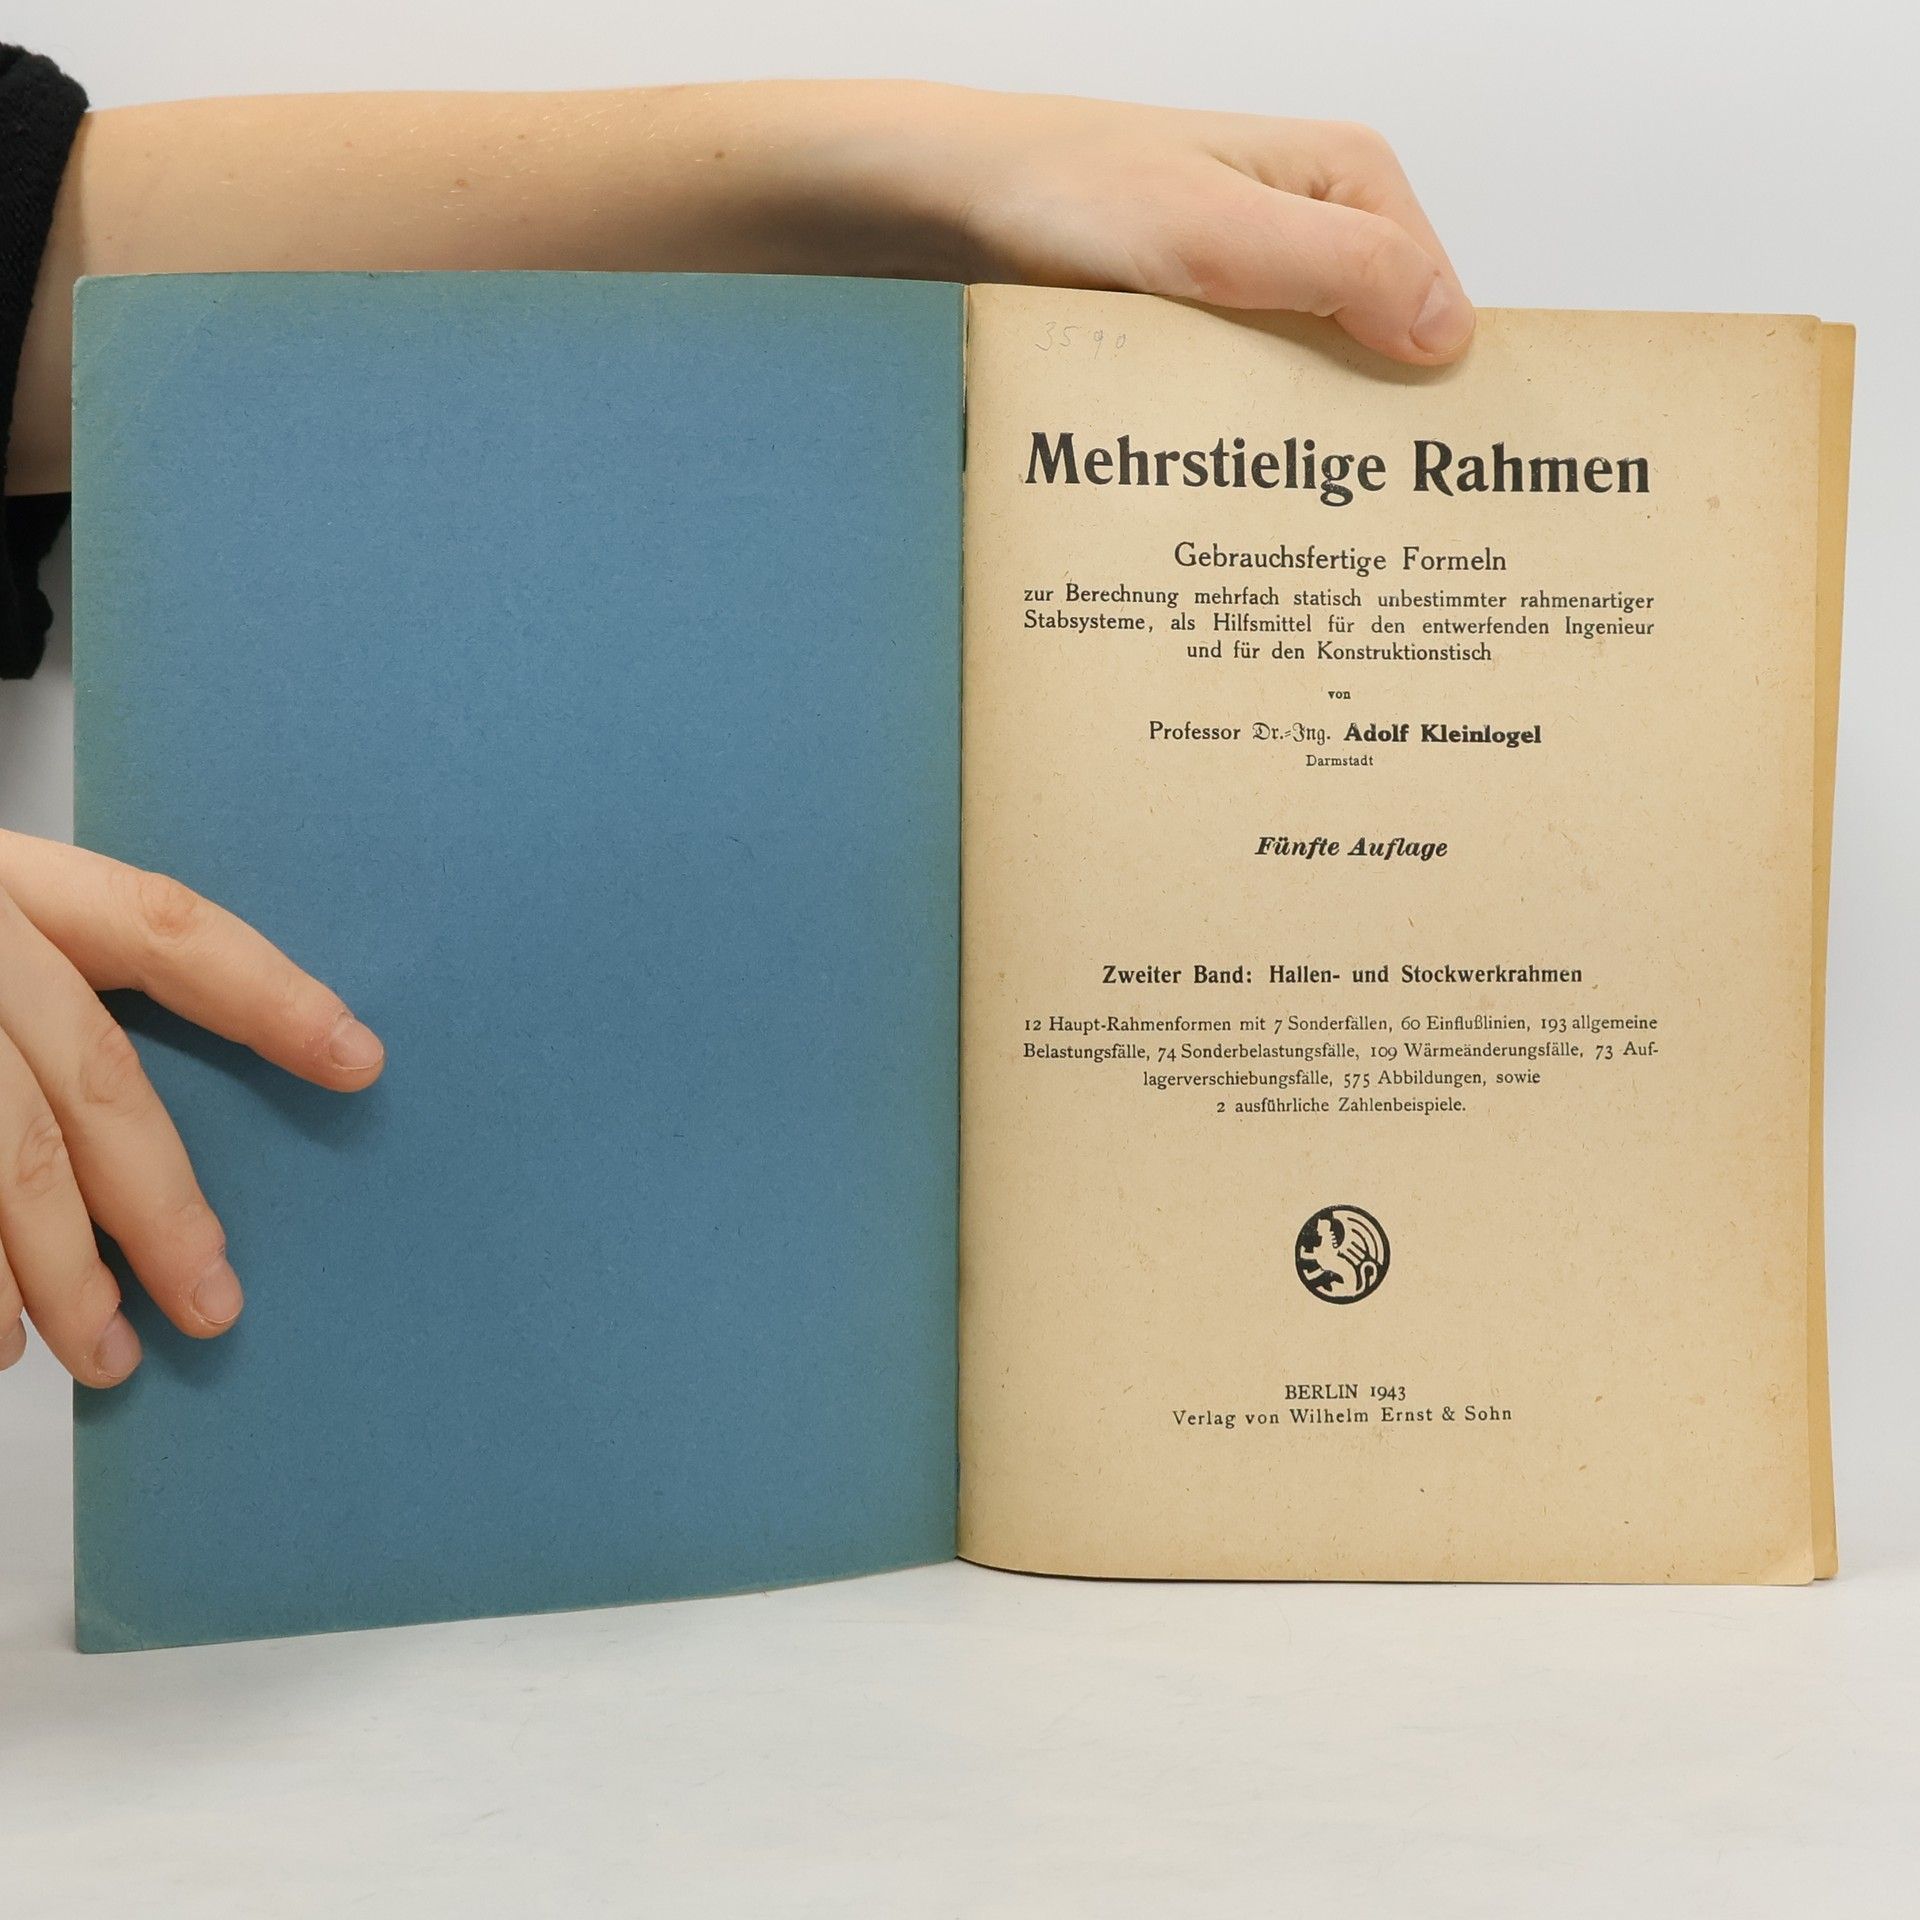 3590
Mehrstielige Rahmen
Gebrauchsfertige Formeln
zur Berechnung mehrfach statisch unbestimmter rahmenartiger
Stabsysteme, als Hilfsmittel für den entwerfenden Ingenieur
und für den Konstruktionstisch
von
Professor Dr.-Ing. Adolf Kleinlogel
Darmstadt
Fünfte Auflage
Zweiter Band: Hallen- und Stockwerkrahmen
12 Haupt-Rahmenformen mit 7 Sonderfällen, 60 Einflußlinien, 193 allgemeine
Belastungsfälle, 74 Sonderbelastungsfälle, 109 Wärmeänderungsfälle, 73 Auf-
lagerverschiebungsfälle, 575 Abbildungen, sowie
2 ausführliche Zahlenbeispiele.
BERLIN 1943
Verlag von Wilhelm Ernst & Sohn